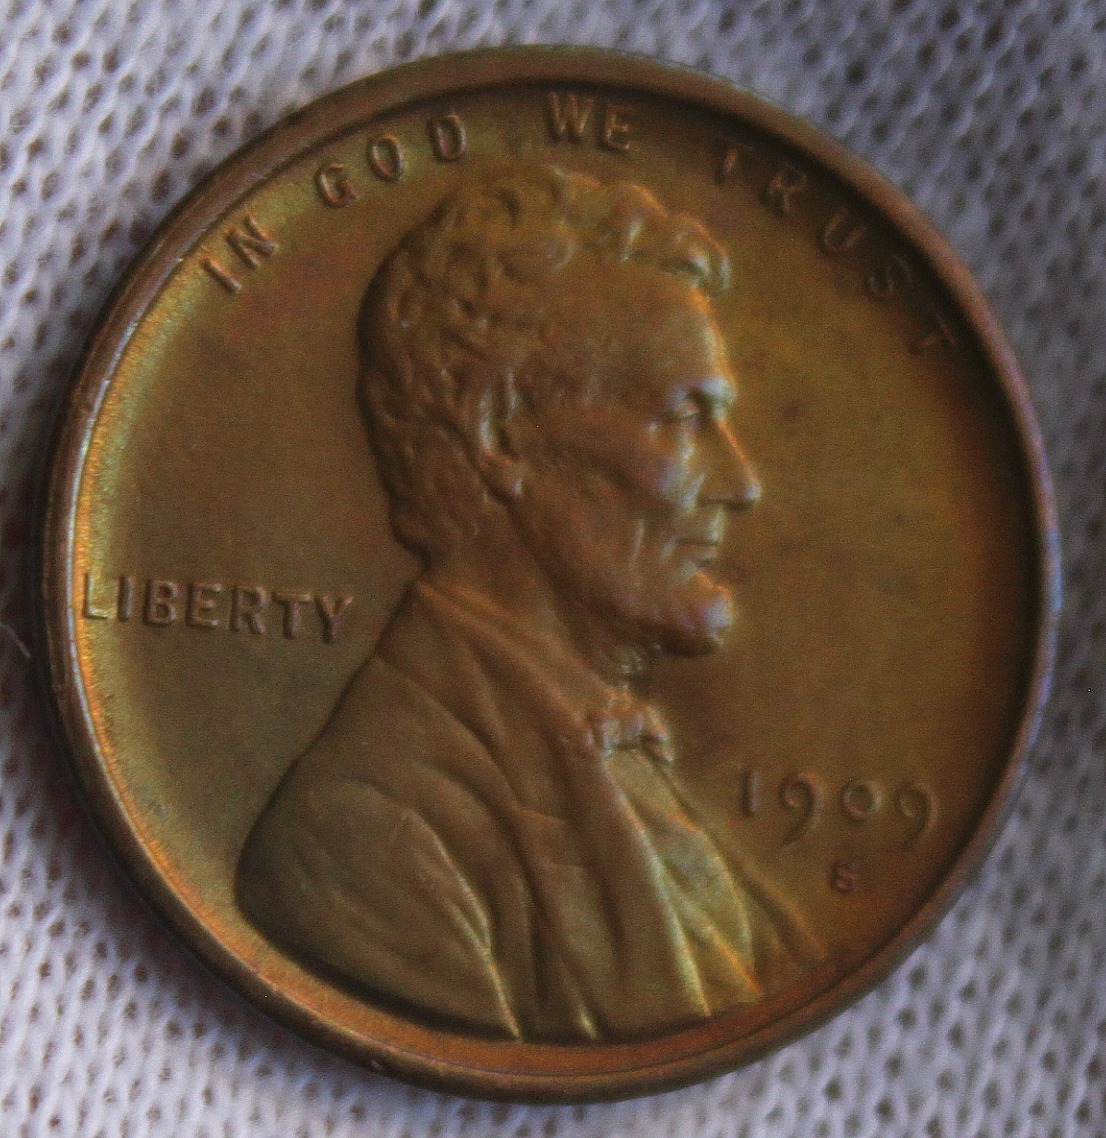 IN GOD WE TRUST
LIBERTY
1909
S